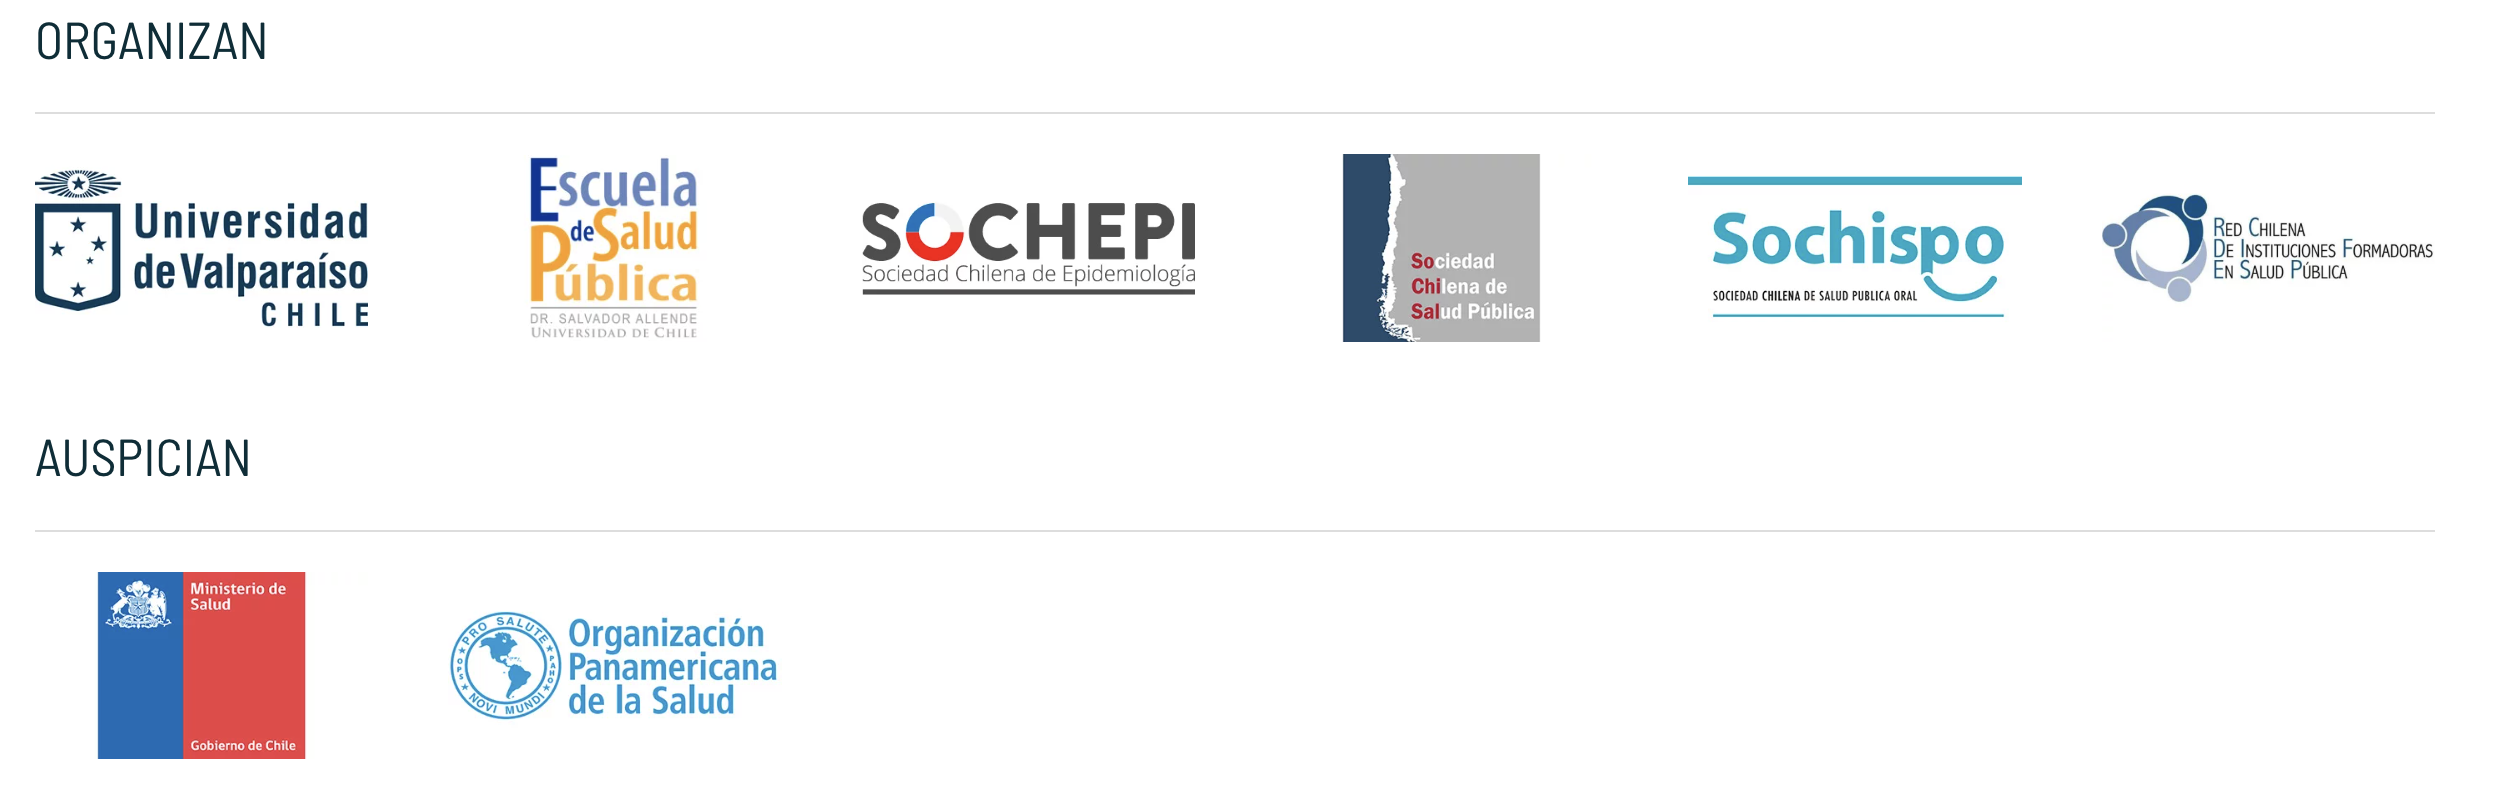 ORGANIZAN
Universidad
de Valparaíso
CHILE
Escuela
de Salud
Pública
DR. SALVADOR ALLENDE
UNIVERSIDAD DE CHILE
SOCHEPI
Sociedad Chilena de Epidemiología
Sociedad
Chilena de
Salud Pública
Sochispo
SOCIEDAD CHILENA DE SALUD PUBLICA ORAL
RED CHILENA
DE INSTITUCIONES FORMADORAS
EN SALUD PÚBLICA
AUSPICIAN
Ministerio de
Salud
Gobierno de Chile
PRO SALUTE
OPS
PAHO
NOVI MUNDI
Organización
Panamericana
de la Salud